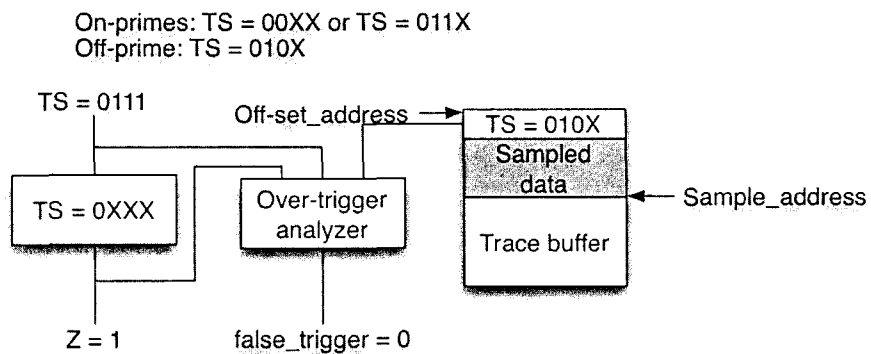 On-primes: TS = 00XX or TS = 011X
Off-prime: TS = 010X
TS = 0111
Off-set_address
TS = 010X
Sampled
data
TS = 0XXX
Over-trigger
analyzer
Sample_address
Trace buffer
Z = 1
false_trigger = 0